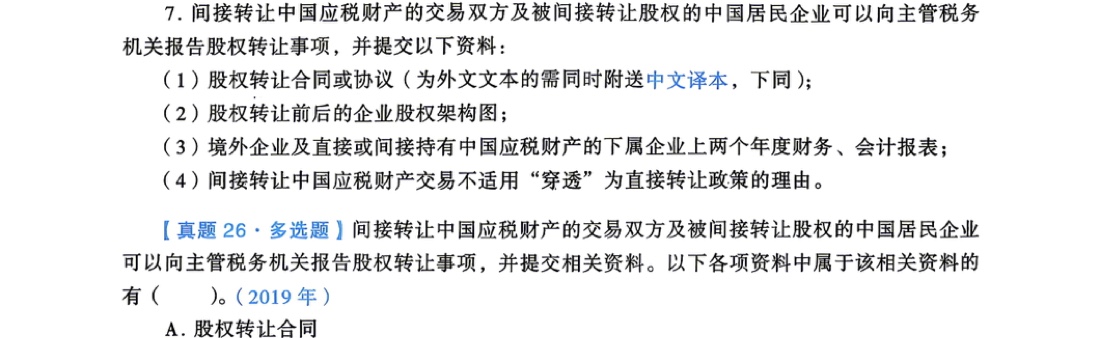 7. 间接转让中国应税财产的交易双方及被间接转让股权的中国居民企业可以向主管税务
机关报告股权转让事项，并提交以下资料：
（1）股权转让合同或协议（为外文文本的需同时附送中文译本，下同）；
（2）股权转让前后的企业股权架构图；
（3）境外企业及直接或间接持有中国应税财产的下属企业上两个年度财务、会计报表；
（4）间接转让中国应税财产交易不适用“穿透”为直接转让政策的理由。
【真题 26·多选题】间接转让中国应税财产的交易双方及被间接转让股权的中国居民企业
可以向主管税务机关报告股权转让事项，并提交相关资料。以下各项资料中属于该相关资料的
有（　　）。（2019 年）
A. 股权转让合同